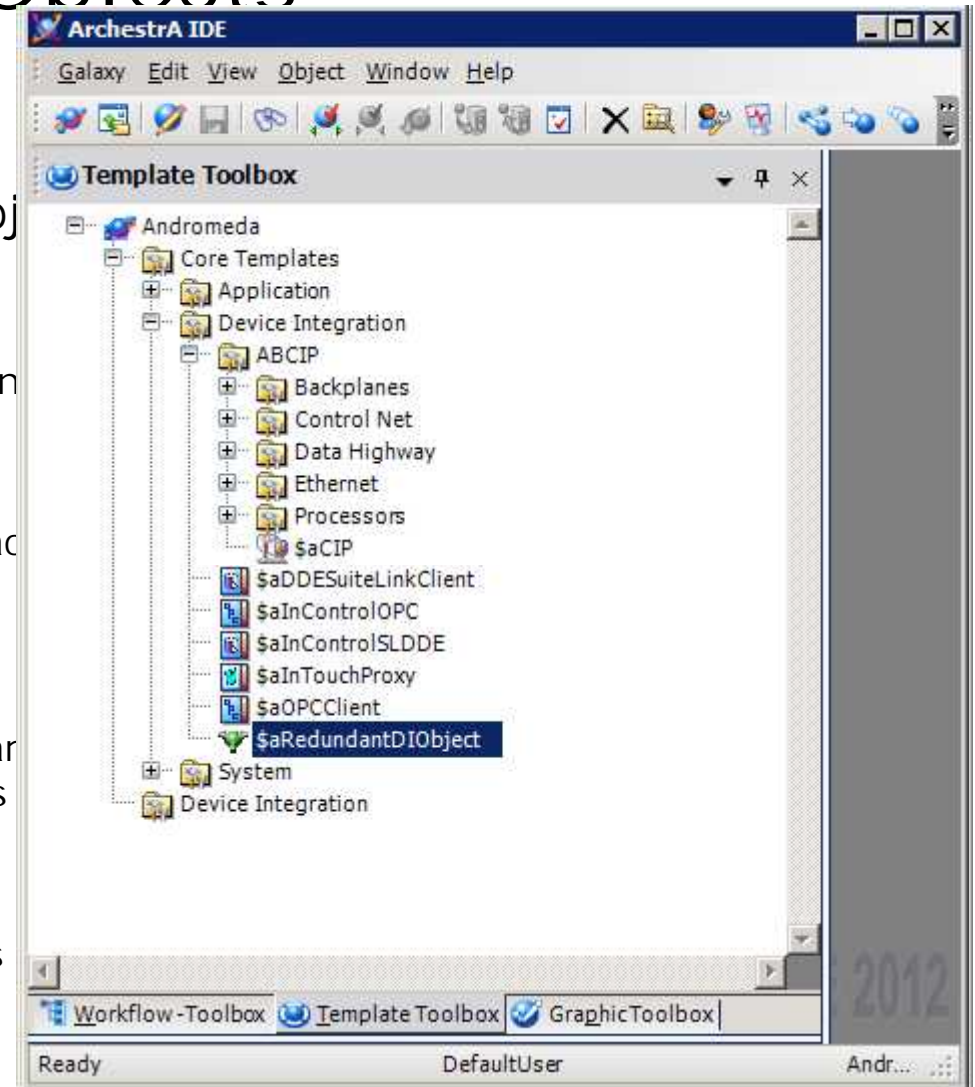 ArchestrA IDE
Galaxy Edit View Object Window Help
Template Toolbox
Andromeda
Core Templates
Application
Device Integration
ABCIP
Backplanes
Control Net
Data Highway
Ethernet
Processors
$aCIP
$aDDESuiteLinkClient
$aInControlOPC
$aInControlSLDDE
$aInTouchProxy
$aOPCClient
$aRedundantDIObject
System
Device Integration
2012
Workflow-Toolbox Template Toolbox GraphicToolbox
Ready DefaultUser Andr...